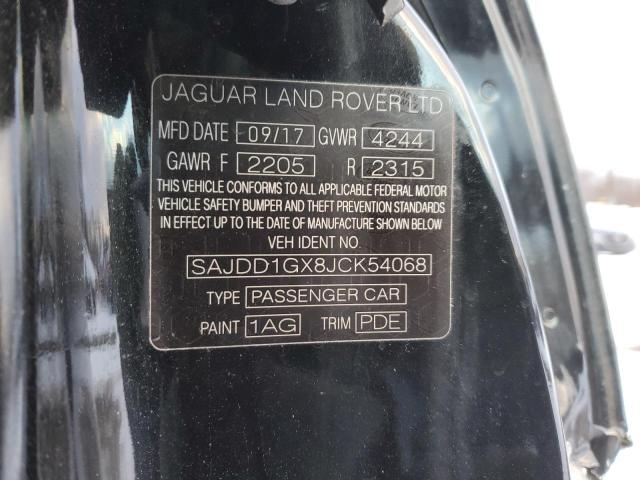 JAGUAR LAND ROVER LTD
MFD DATE 09/17 GVWR 4244
GAWR F 2205 R 2315
THIS VEHICLE CONFORMS TO ALL APPLICABLE FEDERAL MOTOR
VEHICLE SAFETY BUMPER AND THEFT PREVENTION STANDARDS
IN EFFECT UP TO THE DATE OF MANUFACTURE SHOWN ABOVE
VEH IDENT NO.
SAJDD1GX8JCK54068
TYPE PASSENGER CAR
PAINT 1AG TRIM PDE